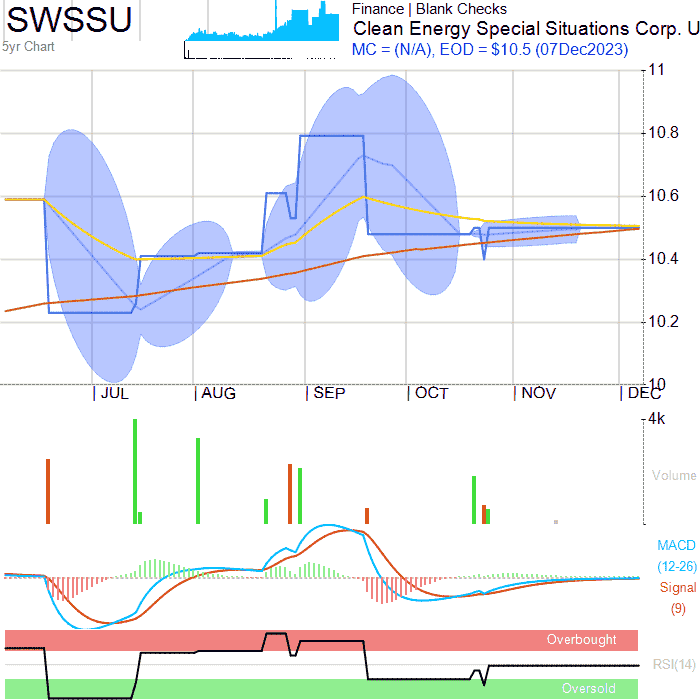 SWSSU
5yr Chart
Finance | Blank Checks
Clean Energy Special Situations Corp. U
MC = (N/A), EOD = $10.5 (07Dec2023)
11
10.8
10.6
10.4
10.2
10
JUL AUG SEP OCT NOV DEC
4k
Volume
MACD
(12-26)
Signal
(9)
Overbought
RSI(14)
Oversold